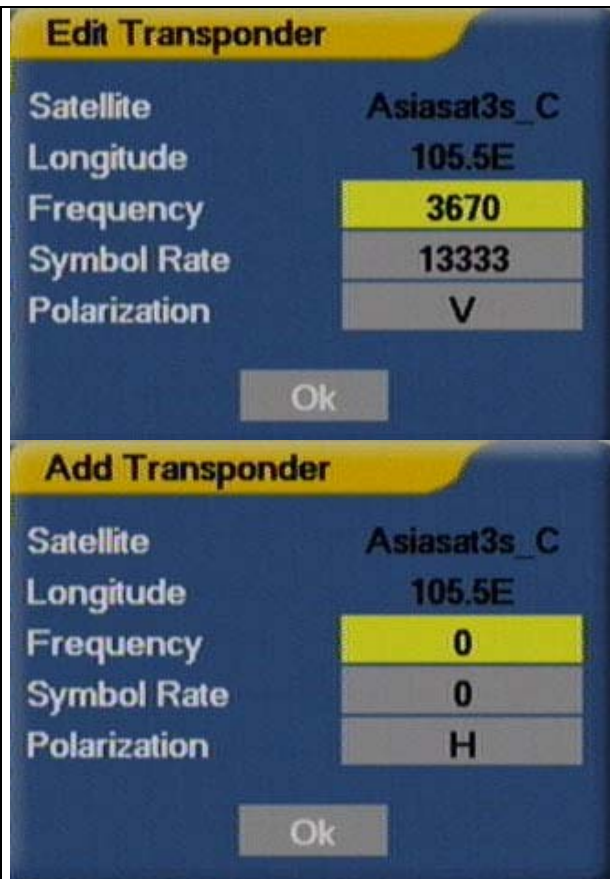 Edit Transponder
Satellite Asiasat3s_C
Longitude 105.5E
Frequency 3670
Symbol Rate 13333
Polarization V
Ok
Add Transponder
Satellite Asiasat3s_C
Longitude 105.5E
Frequency 0
Symbol Rate 0
Polarization H
Ok